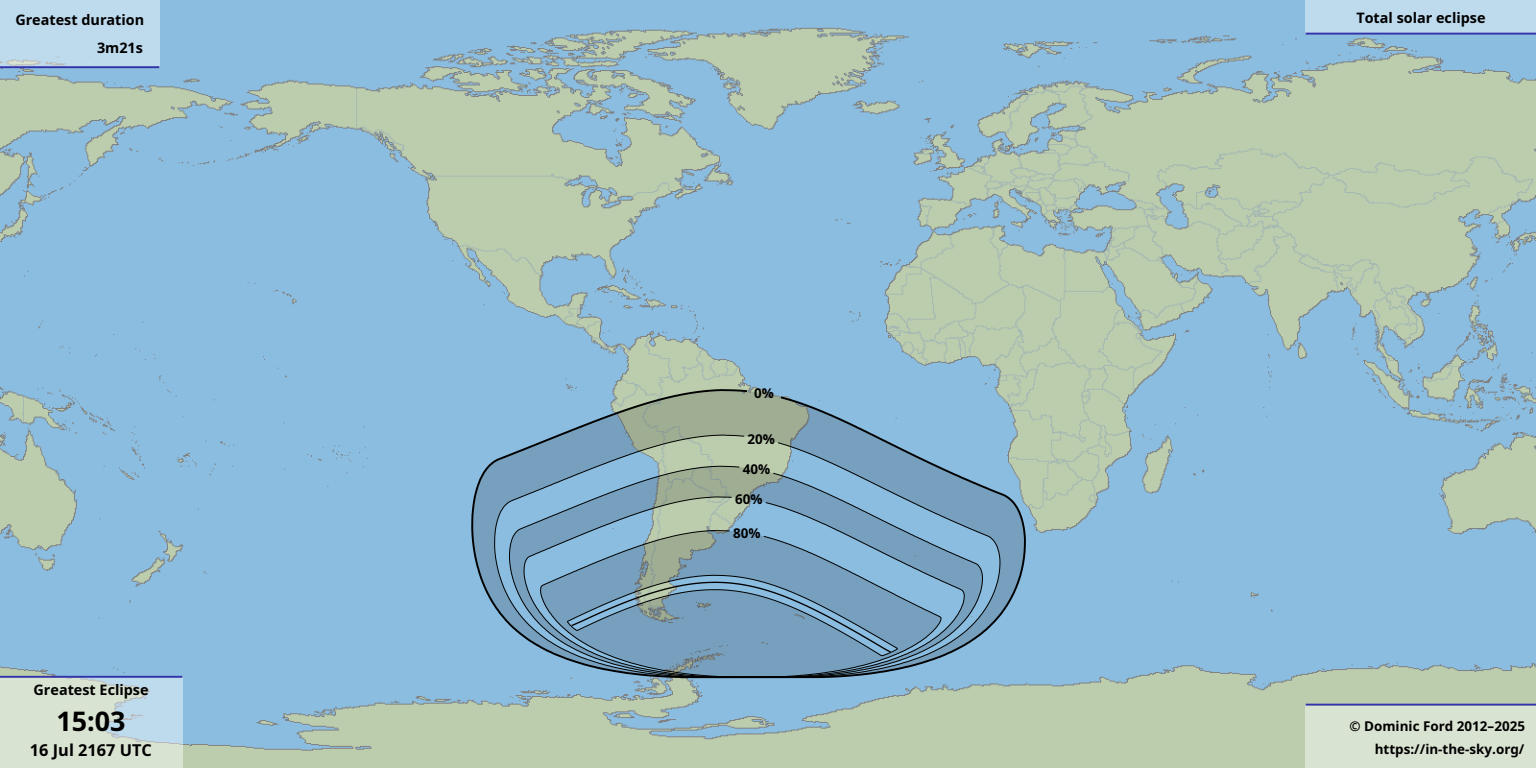 Greatest duration
3m21s
Total solar eclipse
0%
20%
40%
60%
80%
Greatest Eclipse
15:03
16 Jul 2167 UTC
© Dominic Ford 2012–2025
https://in-the-sky.org/